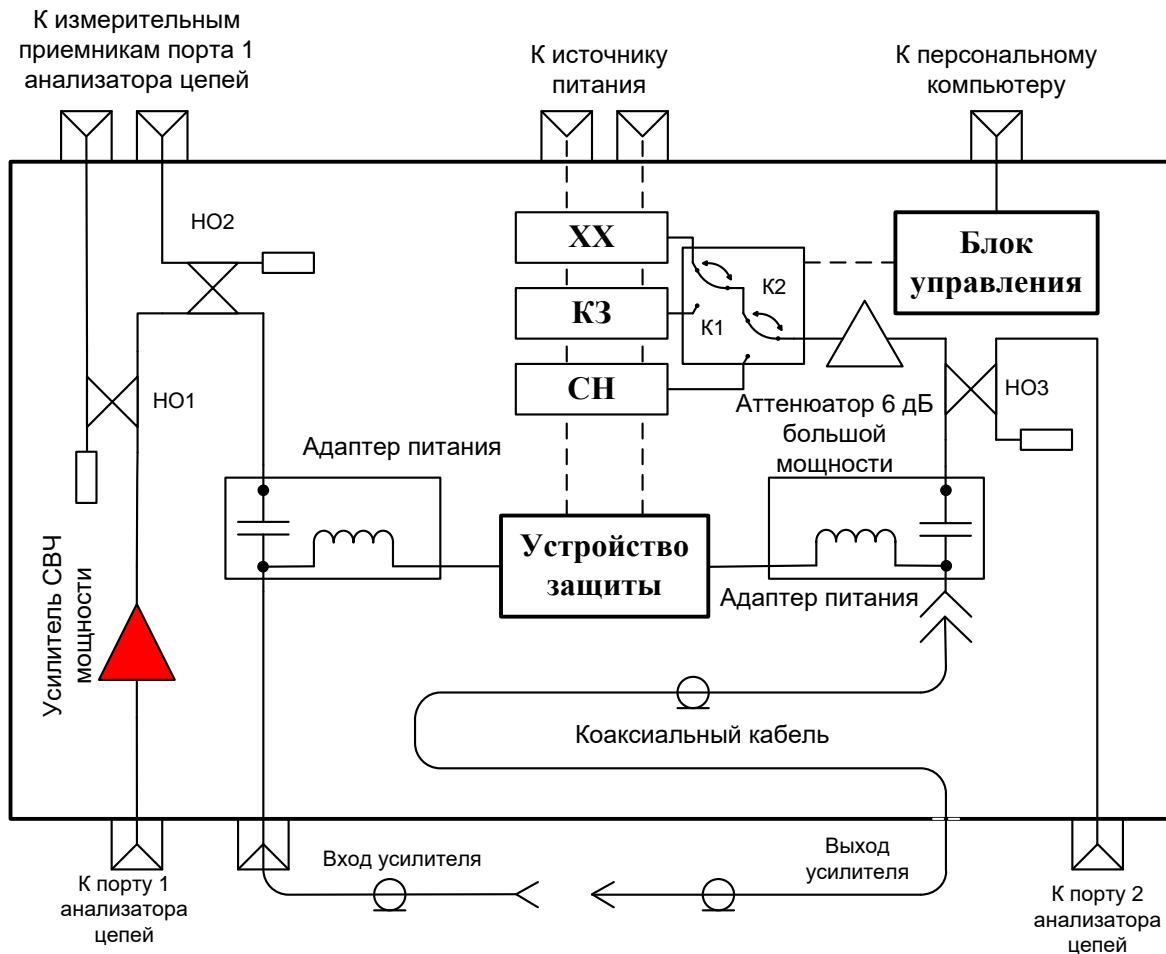 К измерительным
приемникам порта 1
анализатора цепей
К источнику
питания
К персональному
компьютеру
НО2
ХХ
КЗ
СН
К2
К1
Блок
управления
НО1
НО3
Аттенюатор 6 дБ
большой
мощности
Адаптер питания
Устройство
защиты
Адаптер питания
Усилитель СВЧ
мощности
Коаксиальный кабель
Вход усилителя
Выход
усилителя
К порту 1
анализатора
цепей
К порту 2
анализатора
цепей